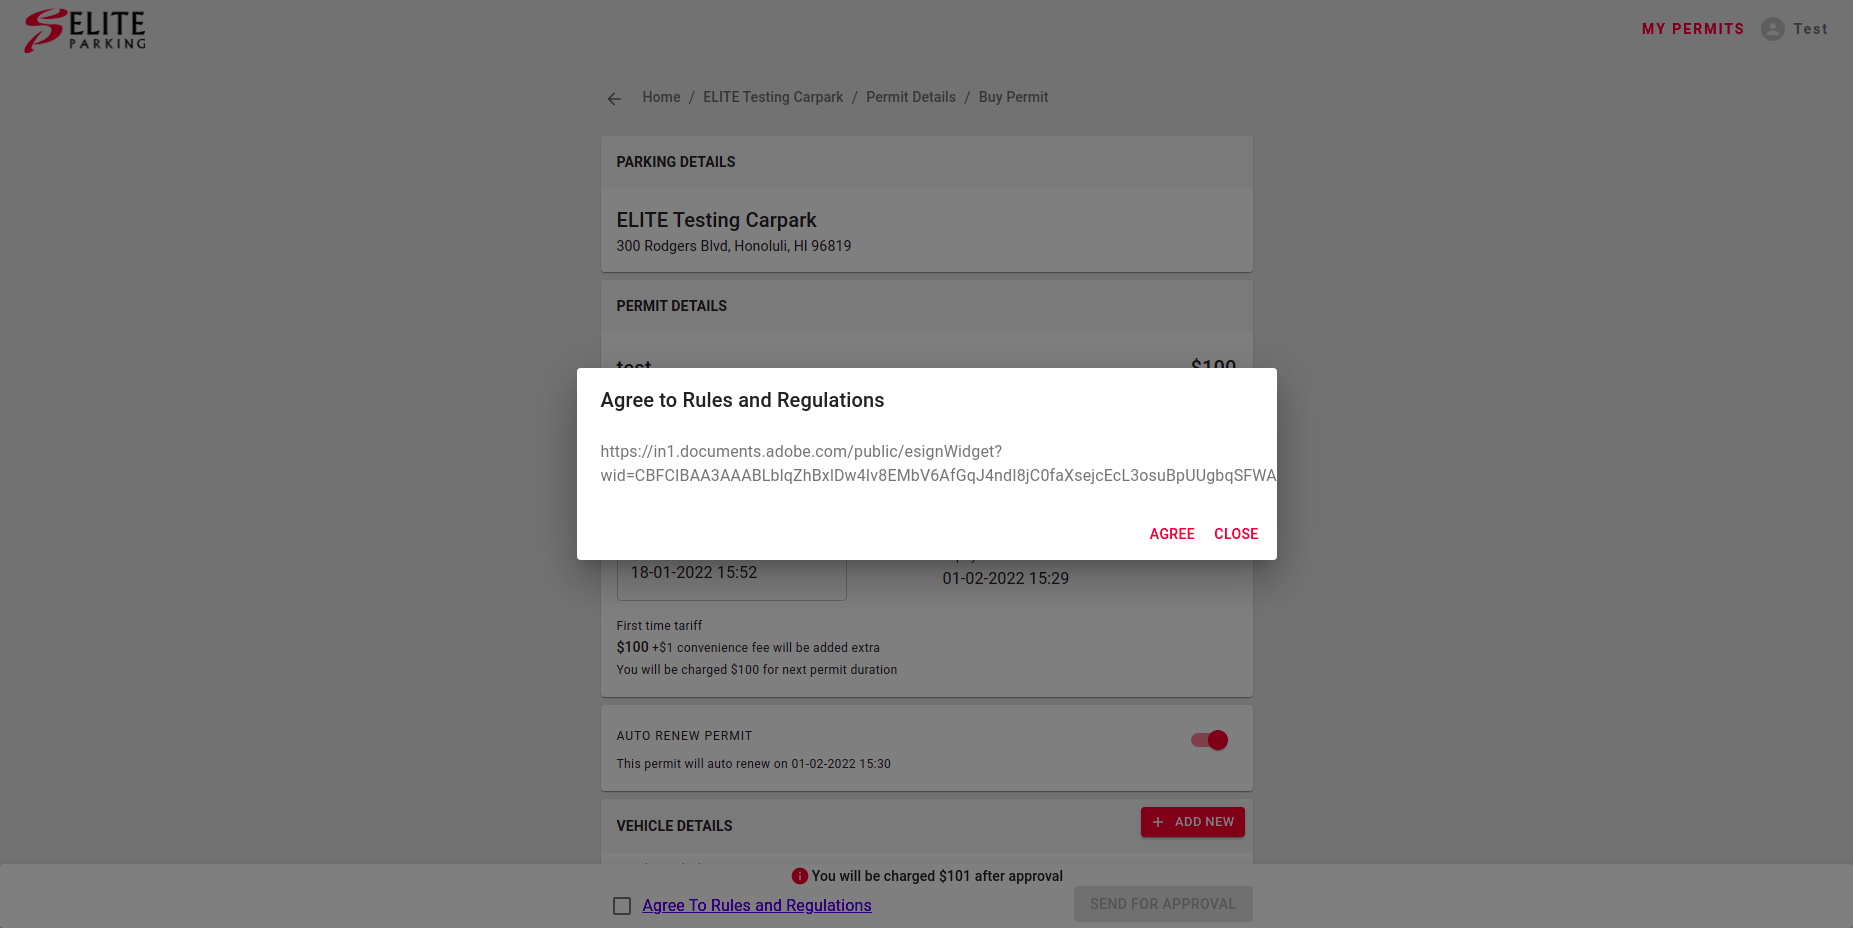 ELITE
PARKING
MY PERMITS
Test
Home / ELITE Testing Carpark / Permit Details / Buy Permit
PARKING DETAILS
ELITE Testing Carpark
300 Rodgers Blvd, Honoluli, HI 96819
PERMIT DETAILS
test $100
Agree to Rules and Regulations
https://in1.documents.adobe.com/public/esignWidget?
wid=CBFCIBAA3AAABLblqZhBxIDw4Iv8EMbV6AfGqJ4ndI8jC0faXsejcEcL3osuBpUUgbqSFWA
AGREE CLOSE
18-01-2022 15:52
01-02-2022 15:29
First time tariff
$100 +$1 convenience fee will be added extra
You will be charged $100 for next permit duration
AUTO RENEW PERMIT
This permit will auto renew on 01-02-2022 15:30
VEHICLE DETAILS
+ ADD NEW
You will be charged $101 after approval
Agree To Rules and Regulations
SEND FOR APPROVAL